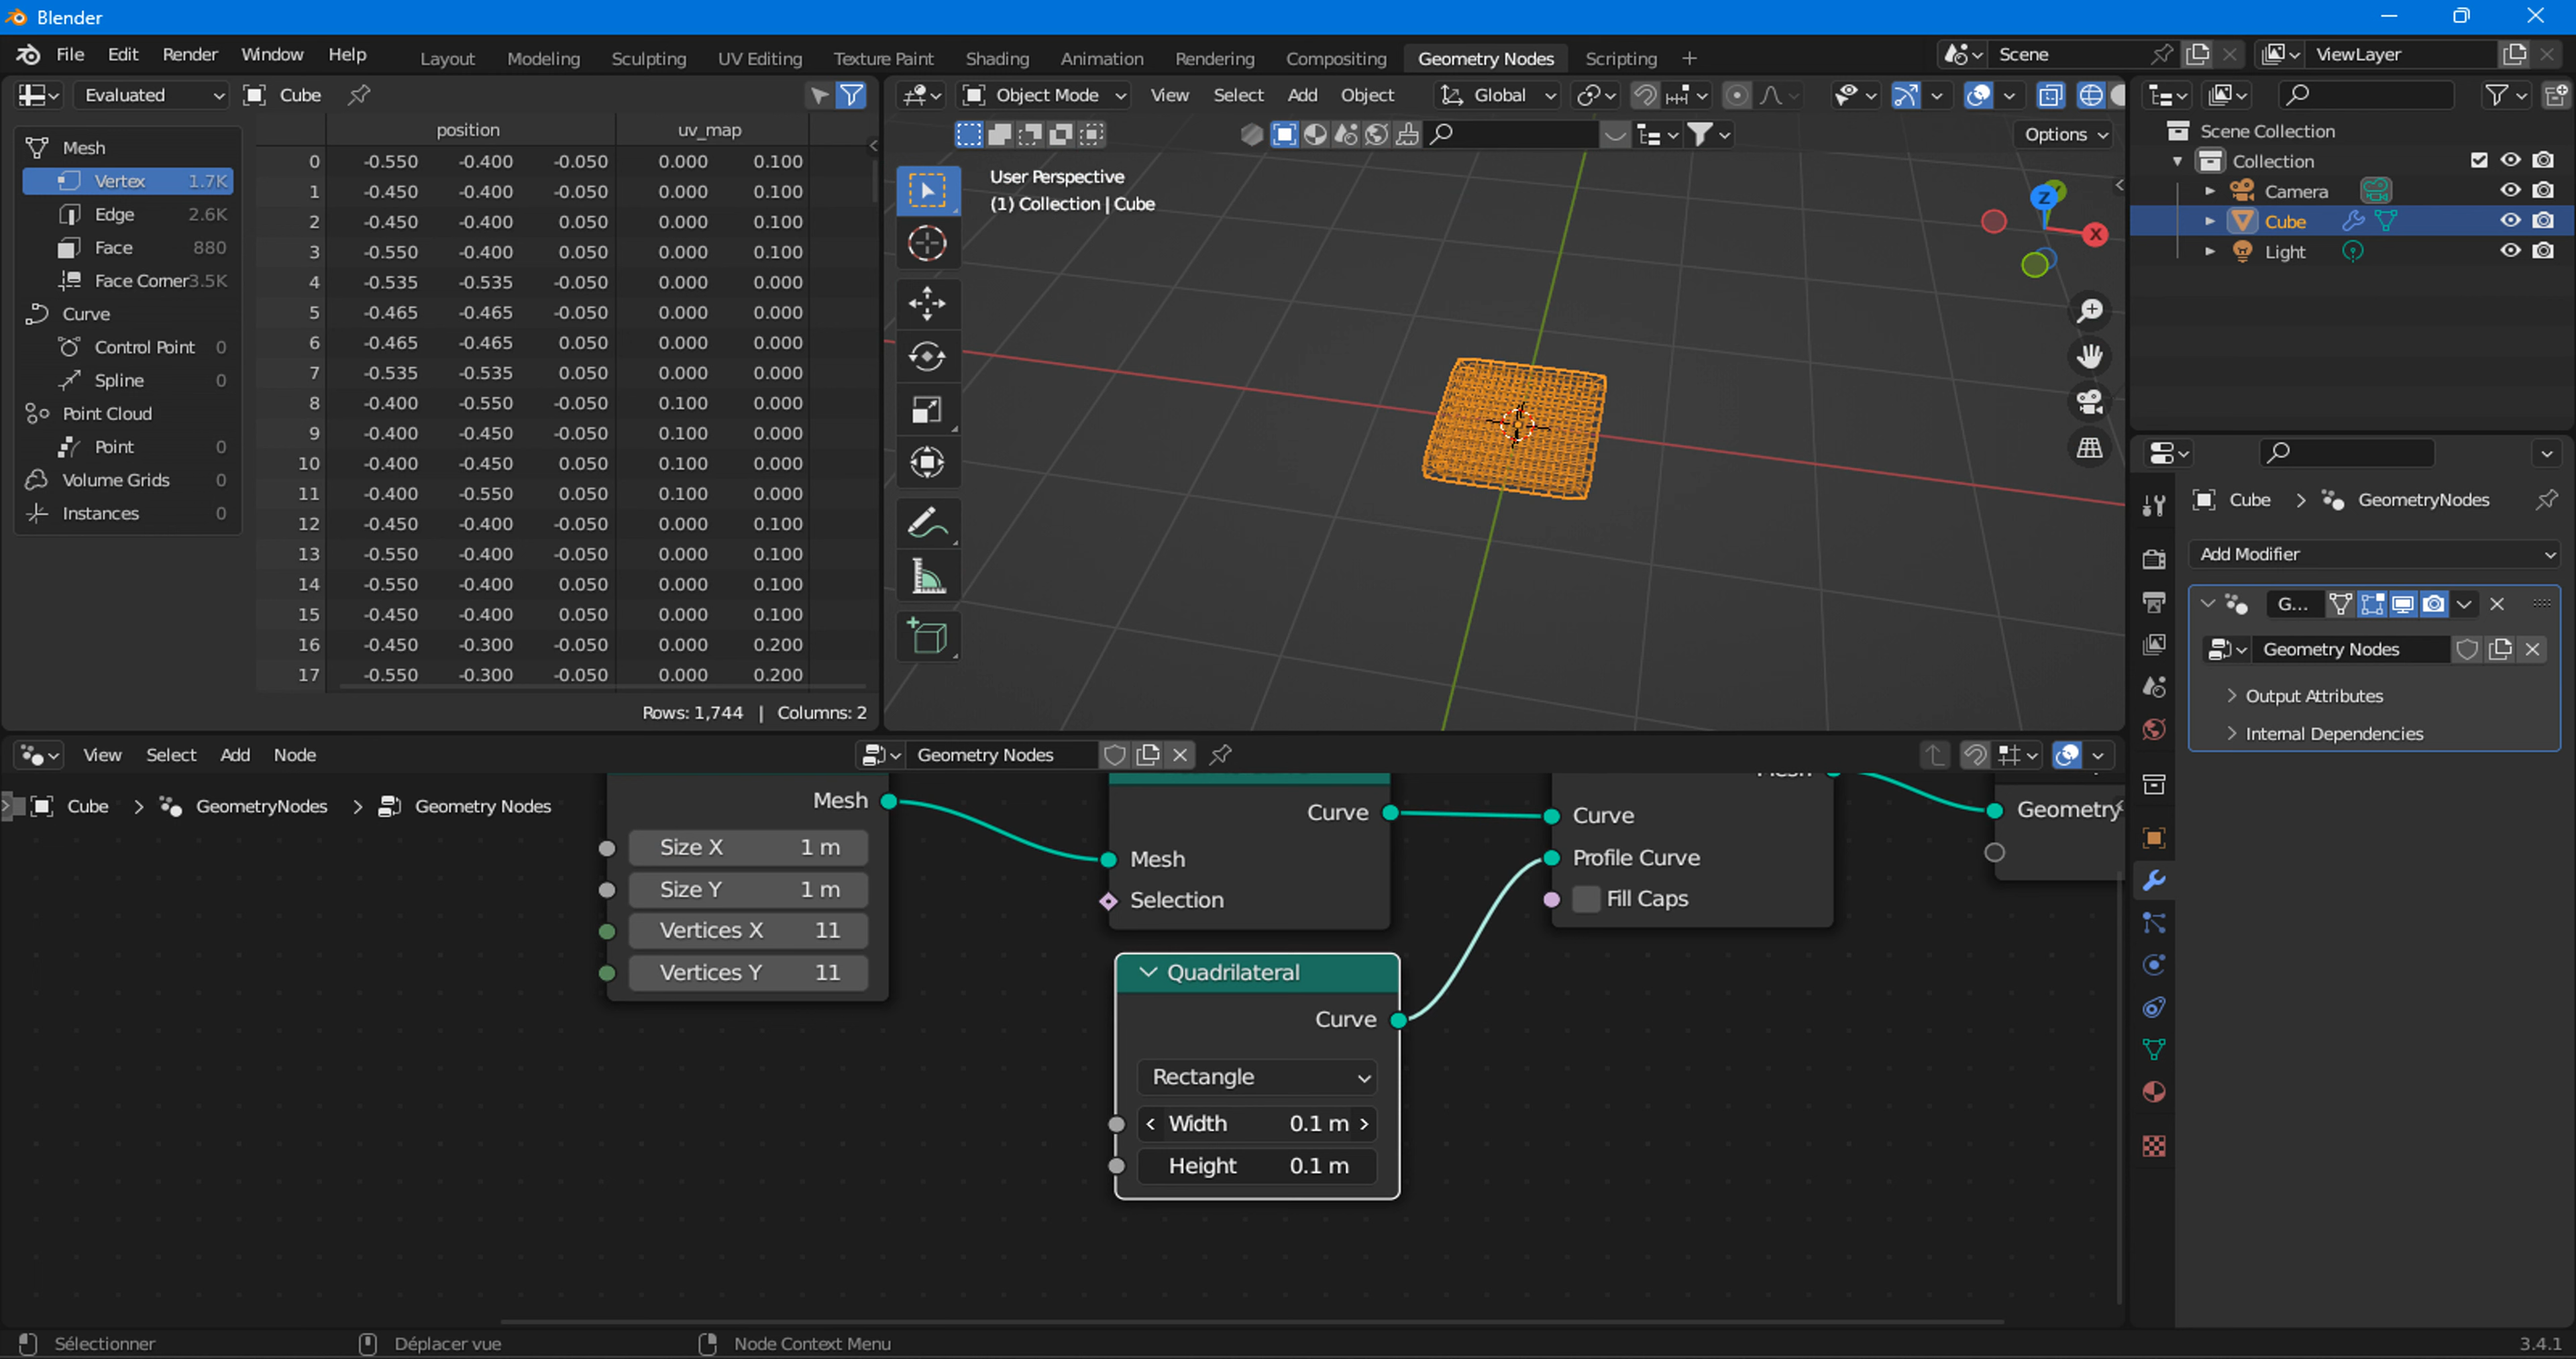 Blender
File Edit Render Window Help Layout Modeling Sculpting UV Editing Texture Paint Shading Animation Rendering Compositing Geometry Nodes Scripting + Scene ViewLayer
Evaluated Cube
Mesh
Vertex 1.7K
Edge 2.6K
Face 880
Face Corner 3.5K
Curve
Control Point 0
Spline 0
Point Cloud
Point 0
Volume Grids 0
Instances 0
position uv_map
0 -0.550 -0.400 -0.050 0.000 0.100
1 -0.450 -0.400 -0.050 0.000 0.100
2 -0.450 -0.400 0.050 0.000 0.100
3 -0.550 -0.400 0.050 0.000 0.100
4 -0.535 -0.535 -0.050 0.000 0.000
5 -0.465 -0.465 -0.050 0.000 0.000
6 -0.465 -0.465 0.050 0.000 0.000
7 -0.535 -0.535 0.050 0.000 0.000
8 -0.400 -0.550 -0.050 0.100 0.000
9 -0.400 -0.450 -0.050 0.100 0.000
10 -0.400 -0.450 0.050 0.100 0.000
11 -0.400 -0.550 0.050 0.100 0.000
12 -0.450 -0.400 -0.050 0.000 0.100
13 -0.550 -0.400 -0.050 0.000 0.100
14 -0.550 -0.400 0.050 0.000 0.100
15 -0.450 -0.400 0.050 0.000 0.100
16 -0.450 -0.300 -0.050 0.000 0.200
17 -0.550 -0.300 -0.050 0.000 0.200
Rows: 1,744 | Columns: 2
Object Mode View Select Add Object Global
Options
User Perspective
(1) Collection | Cube
Z
X
Scene Collection
Collection
Camera
Cube
Light
Cube > GeometryNodes
Add Modifier
G...
Geometry Nodes
Output Attributes
Internal Dependencies
View Select Add Node Geometry Nodes
Cube > GeometryNodes > Geometry Nodes
Mesh
Size X 1 m
Size Y 1 m
Vertices X 11
Vertices Y 11
Curve
Mesh
Selection
Quadrilateral
Curve
Rectangle
Width 0.1 m
Height 0.1 m
Mesh
Curve
Profile Curve
Fill Caps
Geometry
Sélectionner Déplacer vue Node Context Menu 3.4.1